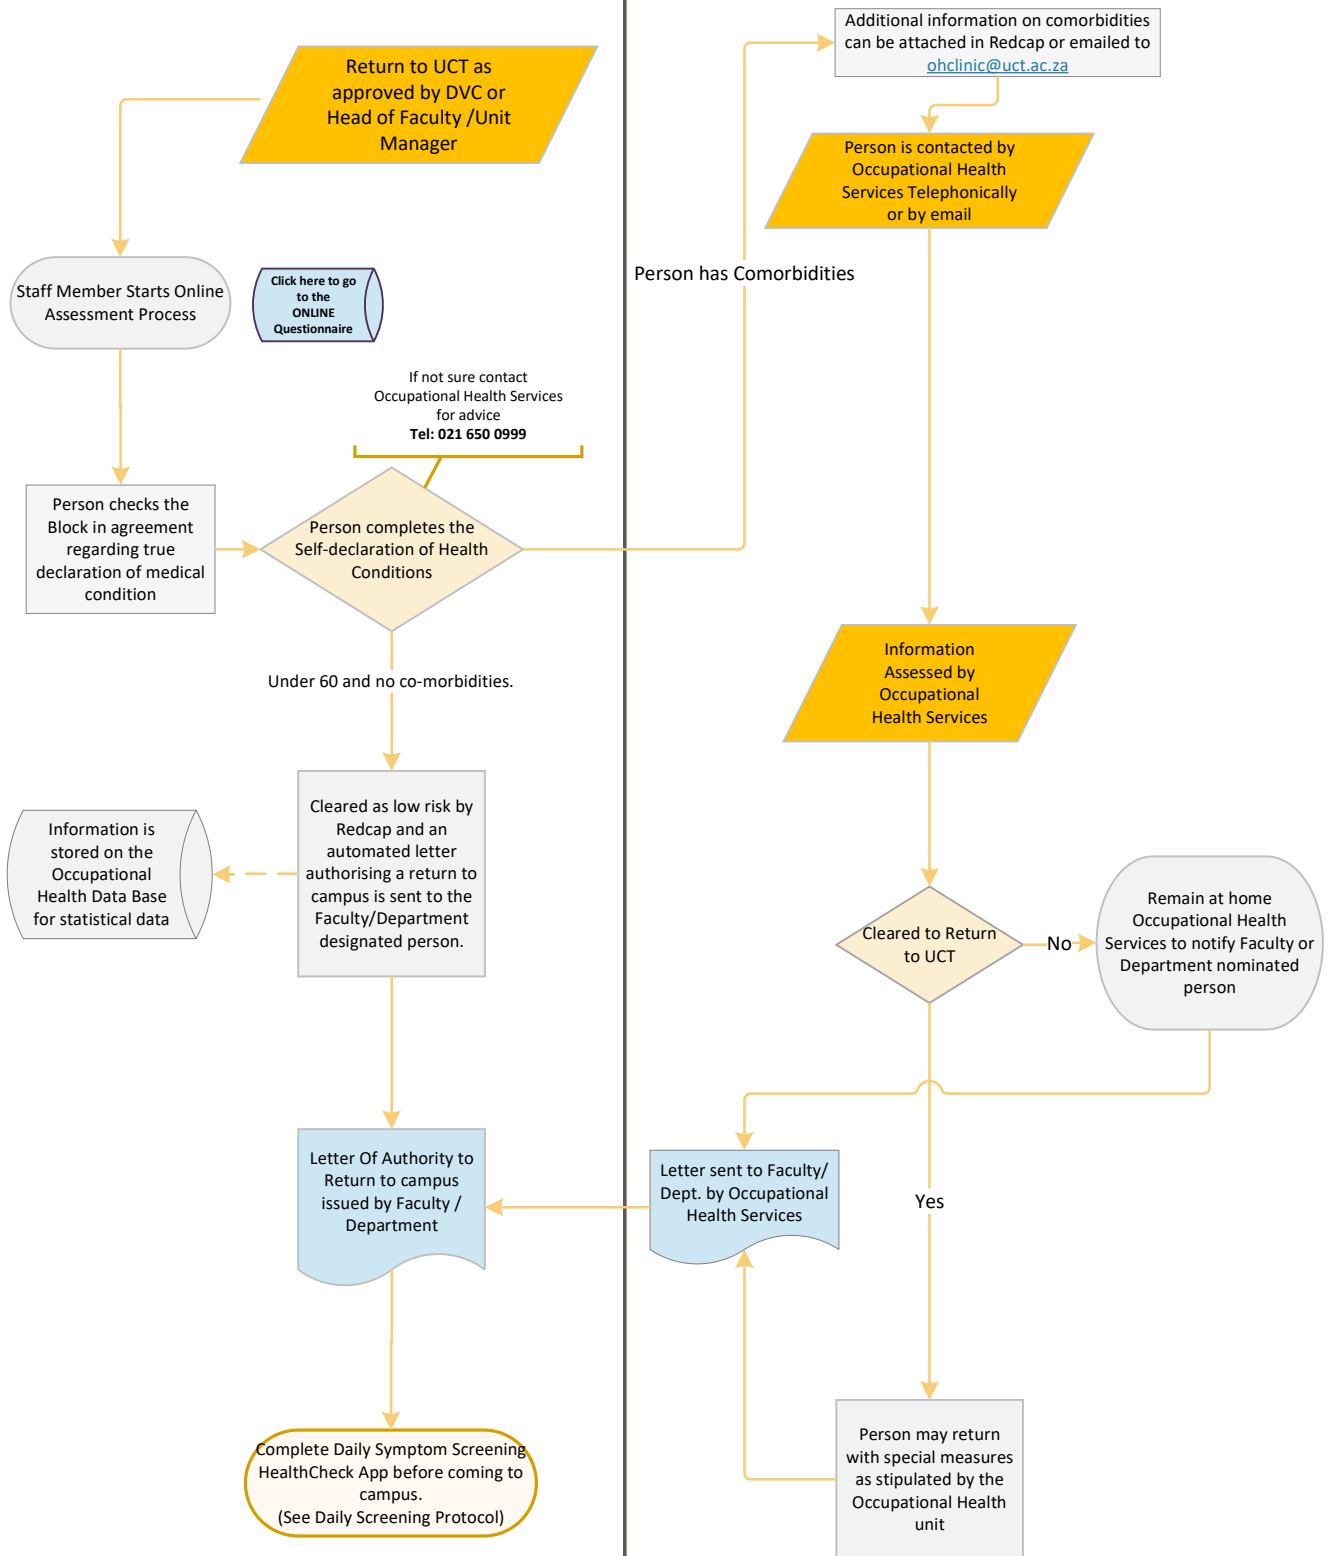 Return to UCT as
approved by DVC or
Head of Faculty /Unit
Manager
Staff Member Starts Online
Assessment Process
Click here to go
to the
ONLINE
Questionnaire
If not sure contact
Occupational Health Services
for advice
Tel: 021 650 0999
Person checks the
Block in agreement
regarding true
declaration of medical
condition
Person completes the
Self-declaration of Health
Conditions
Under 60 and no co-morbidities.
Cleared as low risk by
Redcap and an
automated letter
authorising a return to
campus is sent to the
Faculty/Department
designated person.
Information is
stored on the
Occupational
Health Data Base
for statistical data
Letter Of Authority to
Return to campus
issued by Faculty /
Department
Complete Daily Symptom Screening
HealthCheck App before coming to
campus.
(See Daily Screening Protocol)
Additional information on comorbidities
can be attached in Redcap or emailed to
ohclinic@uct.ac.za
Person is contacted by
Occupational Health
Services Telephonically
or by email
Person has Comorbidities
Information
Assessed by
Occupational
Health Services
Cleared to Return
to UCT
No
Remain at home
Occupational Health
Services to notify Faculty or
Department nominated
person
Letter sent to Faculty/
Dept. by Occupational
Health Services
Yes
Person may return
with special measures
as stipulated by the
Occupational Health
unit